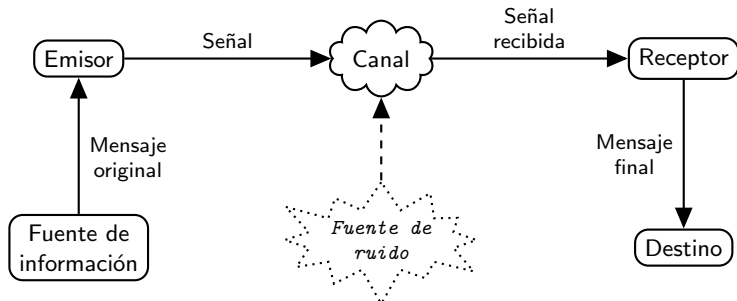 Emisor
Señal
Canal
Señal
recibida
Receptor
Mensaje
original
Mensaje
final
Fuente de
información
Fuente de
ruido
Destino